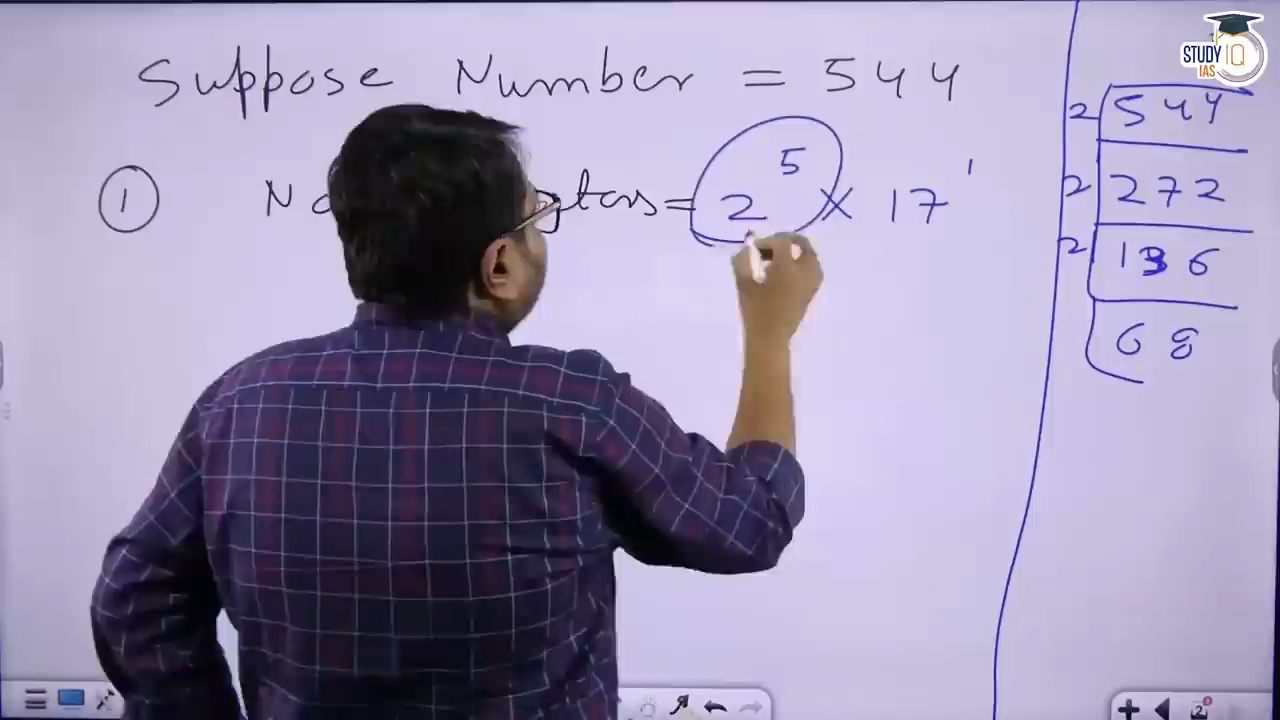 Suppose Number = 544
① = 2⁵ × 17¹
2 544
2 272
2 136
68
STUDY IQ
IAS